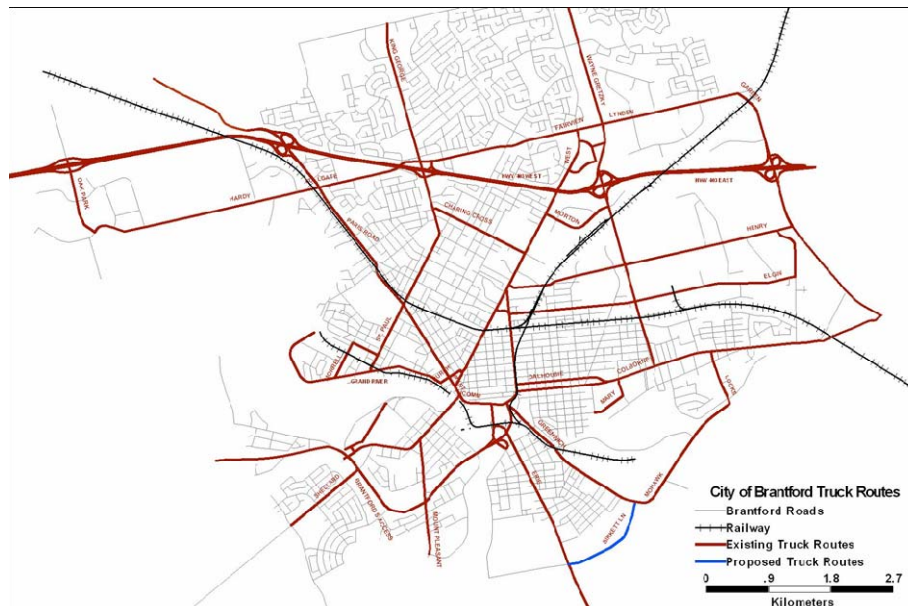 KING GEORGE
WAYNE GRETZKY
GARDEN
LYNDEN
FAIRVIEW
WEST
OAK PARK
HARDY
HWY 403 WEST
HWY 403 EAST
CHARING CROSS
MORTON
PARIS ROAD
HENRY
ELGIN
ST. PAUL
COLBORNE
DALHOUSIE
GRAND RIVER
MARY
LOCKS
GREENWICH
ERIE
MOHAWK
SHELLARD
BRANTFORD S ACCESS
MOUNT PLEASANT
BIRKETT LN
City of Brantford Truck Routes
Brantford Roads
Railway
Existing Truck Routes
Proposed Truck Routes
0 .9 1.8 2.7
Kilometers